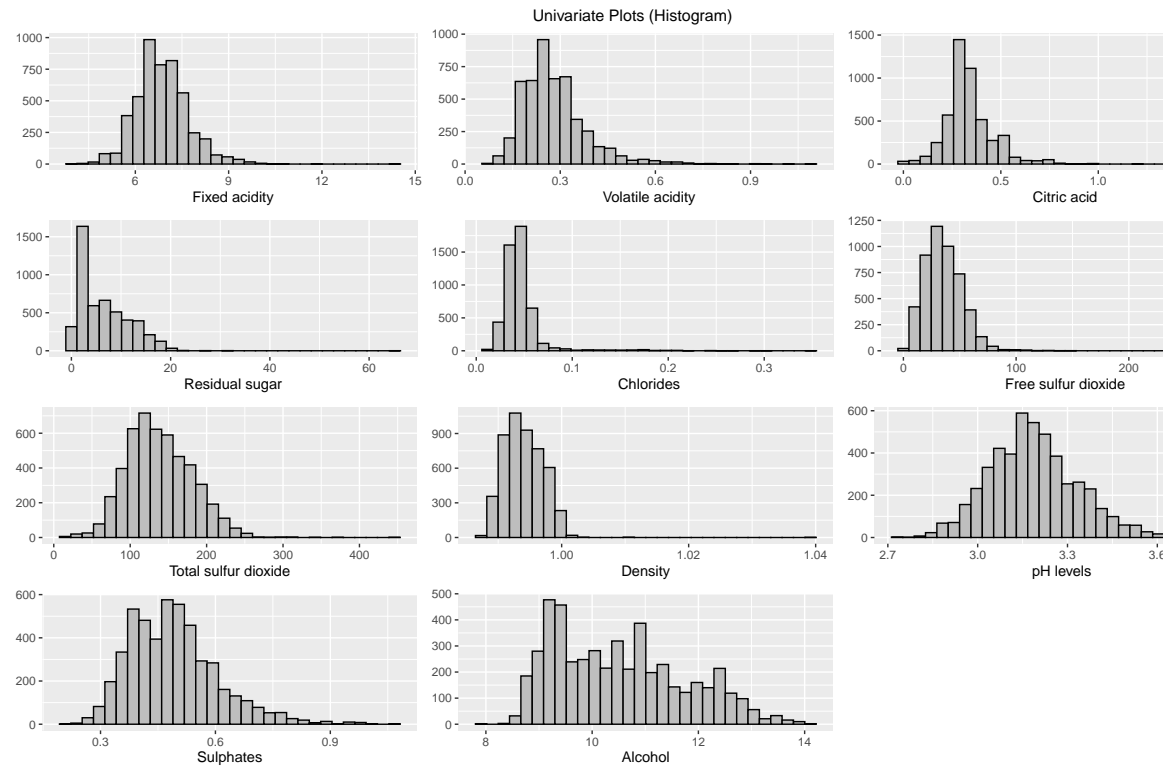 Univariate Plots (Histogram)
1000
750
500
250
0
6 9 12 15
Fixed acidity
1000
750
500
250
0
0.0 0.3 0.6 0.9
Volatile acidity
1500
1000
500
0
0.0 0.5 1.0
Citric acid
1500
1000
500
0
0 20 40 60
Residual sugar
1500
1000
500
0
0.0 0.1 0.2 0.3
Chlorides
1250
1000
750
500
250
0
0 100 200
Free sulfur dioxide
600
400
200
0
0 100 200 300 400
Total sulfur dioxide
900
600
300
0
1.00 1.02 1.04
Density
600
400
200
0
2.7 3.0 3.3 3.6
pH levels
600
400
200
0
0.3 0.6 0.9
Sulphates
500
400
300
200
100
0
8 10 12 14
Alcohol